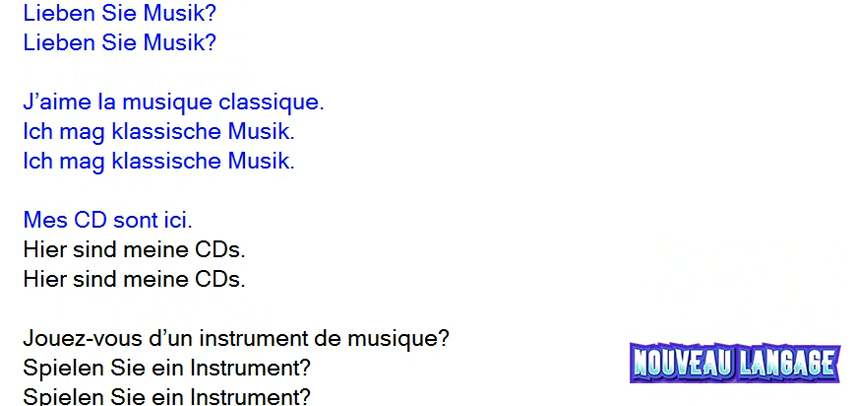 Lieben Sie Musik?
Lieben Sie Musik?
J’aime la musique classique.
Ich mag klassische Musik.
Ich mag klassische Musik.
Mes CD sont ici.
Hier sind meine CDs.
Hier sind meine CDs.
Jouez-vous d’un instrument de musique?
Spielen Sie ein Instrument?
Spielen Sie ein Instrument?
NOUVEAU LANGAGE